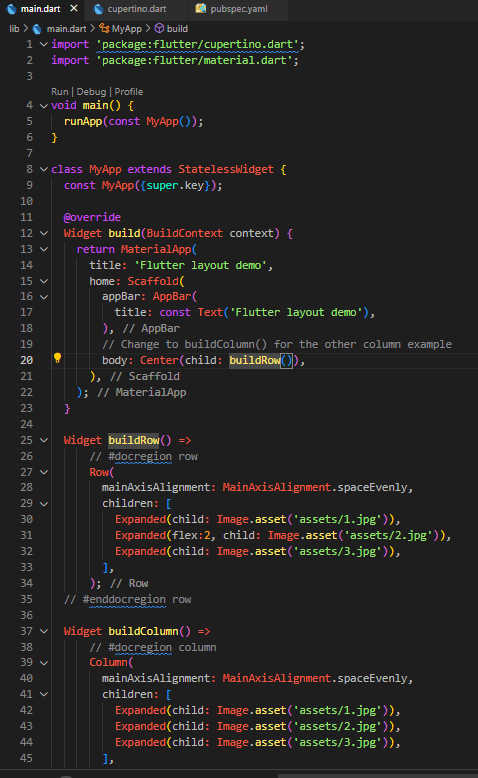 main.dart × cupertino.dart pubspec.yaml
lib > main.dart > MyApp > build
1 import 'package:flutter/cupertino.dart';
2 import 'package:flutter/material.dart';
3
Run | Debug | Profile
4 void main() {
5   runApp(const MyApp());
6 }
7
8 class MyApp extends StatelessWidget {
9   const MyApp({super.key});
10
11   @override
12   Widget build(BuildContext context) {
13     return MaterialApp(
14       title: 'Flutter layout demo',
15       home: Scaffold(
16         appBar: AppBar(
17           title: const Text('Flutter layout demo'),
18         ), // AppBar
19         // Change to buildColumn() for the other column example
20         body: Center(child: buildRow()),
21       ), // Scaffold
22     ); // MaterialApp
23   }
24
25   Widget buildRow() =>
26       // #docregion row
27       Row(
28         mainAxisAlignment: MainAxisAlignment.spaceEvenly,
29         children: [
30           Expanded(child: Image.asset('assets/1.jpg')),
31           Expanded(flex:2, child: Image.asset('assets/2.jpg')),
32           Expanded(child: Image.asset('assets/3.jpg')),
33         ],
34       ); // Row
35   // #enddocregion row
36
37   Widget buildColumn() =>
38       // #docregion column
39       Column(
40         mainAxisAlignment: MainAxisAlignment.spaceEvenly,
41         children: [
42           Expanded(child: Image.asset('assets/1.jpg')),
43           Expanded(child: Image.asset('assets/2.jpg')),
44           Expanded(child: Image.asset('assets/3.jpg')),
45         ],